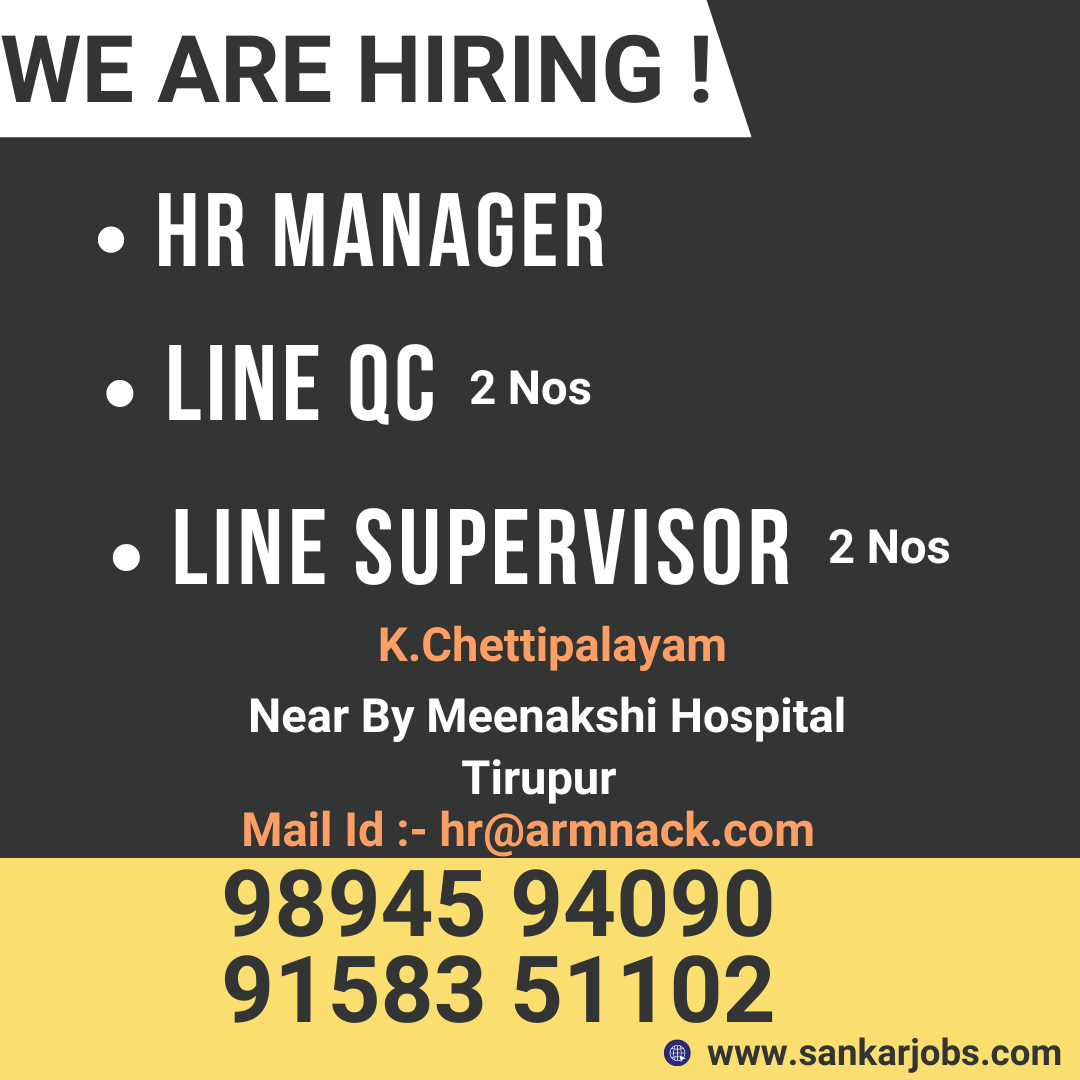 WE ARE HIRING !
• HR MANAGER
• LINE QC 2 Nos
• LINE SUPERVISOR 2 Nos
K.Chettipalayam
Near By Meenakshi Hospital
Tirupur
Mail Id :- hr@armnack.com
98945 94090
91583 51102
www.sankarjobs.com